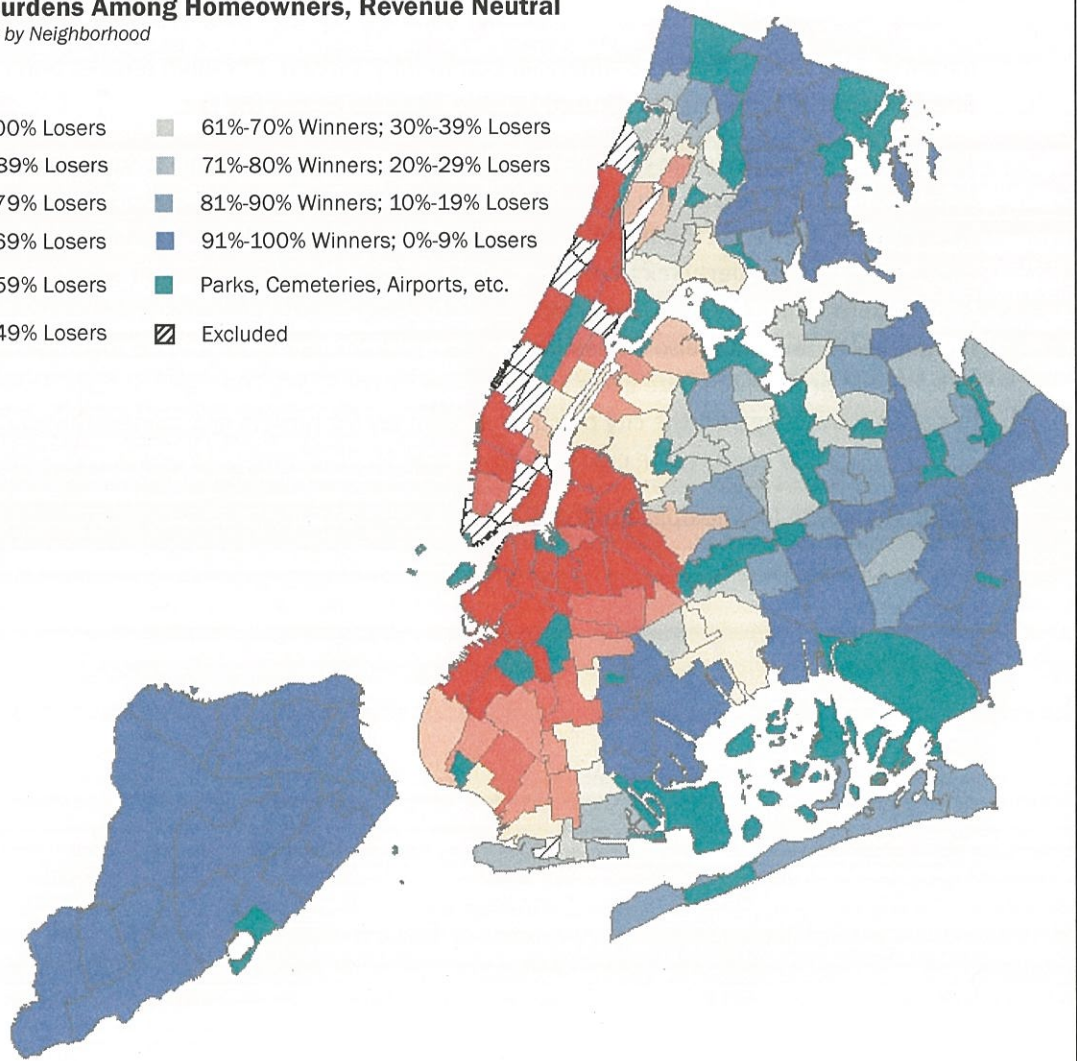 urdens Among Homeowners, Revenue Neutral
by Neighborhood
00% Losers
89% Losers
79% Losers
69% Losers
59% Losers
49% Losers
61%-70% Winners; 30%-39% Losers
71%-80% Winners; 20%-29% Losers
81%-90% Winners; 10%-19% Losers
91%-100% Winners; 0%-9% Losers
Parks, Cemeteries, Airports, etc.
Excluded